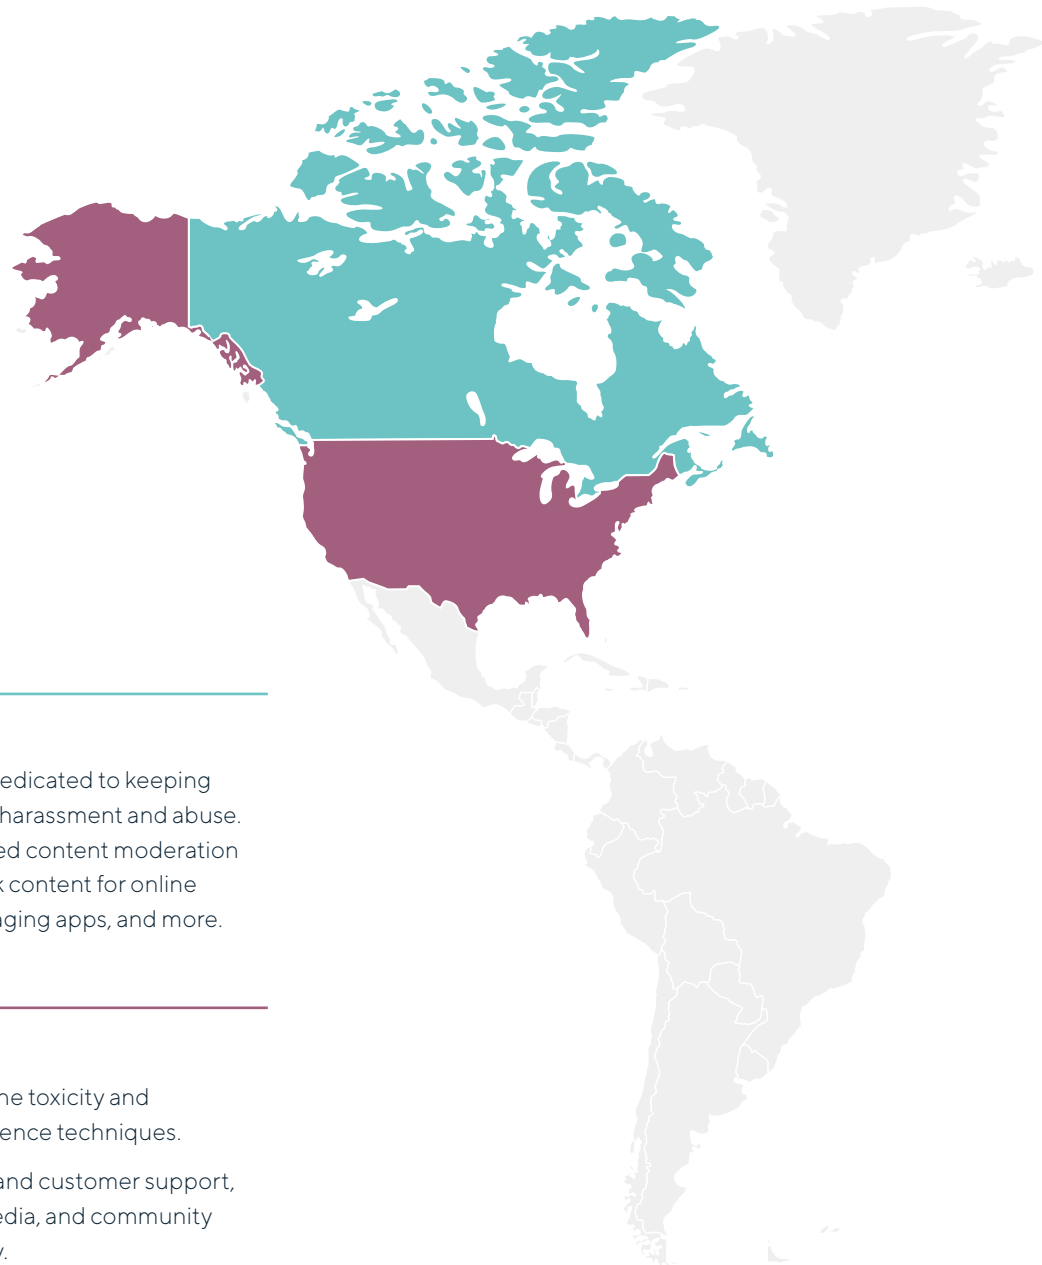 edicated to keeping
harassment and abuse.
ed content moderation
content for online
aging apps, and more.
ne toxicity and
ence techniques.
and customer support,
edia, and community